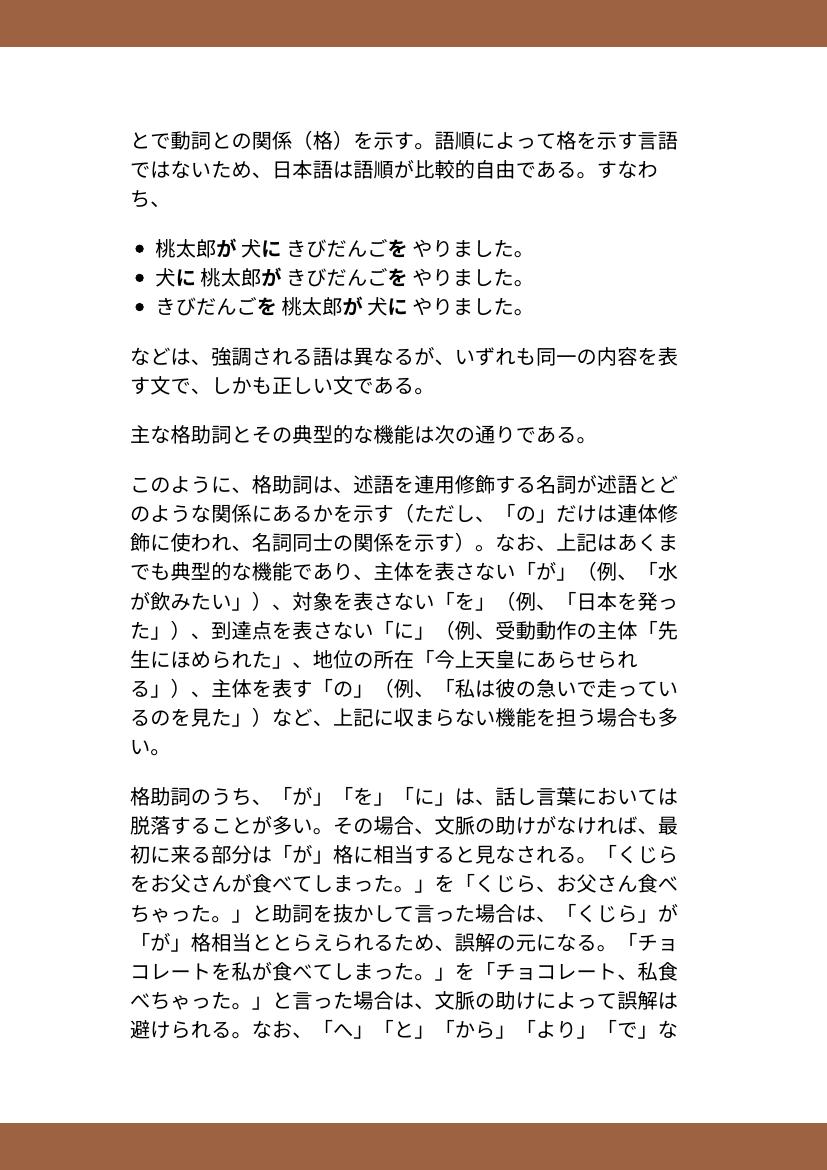 とで動詞との関係（格）を示す。語順によって格を示す言語
ではないため、日本語は語順が比較的自由である。すなわ
ち、
• 桃太郎が 犬に きびだんごを やりました。
• 犬に 桃太郎が きびだんごを やりました。
• きびだんごを 桃太郎が 犬に やりました。
などは、強調される語は異なるが、いずれも同一の内容を表
す文で、しかも正しい文である。
主な格助詞とその典型的な機能は次の通りである。
このように、格助詞は、述語を連用修飾する名詞が述語とど
のような関係にあるかを示す（ただし、「の」だけは連体修
飾に使われ、名詞同士の関係を示す）。なお、上記はあくま
でも典型的な機能であり、主体を表さない「が」（例、「水
が飲みたい」）、対象を表さない「を」（例、「日本を発っ
た」）、到達点を表さない「に」（例、受動動作の主体「先
生にほめられた」、地位の所在「今上天皇にあらせられ
る」）、主体を表す「の」（例、「私は彼の急いで走ってい
るのを見た」）など、上記に収まらない機能を担う場合も多
い。
格助詞のうち、「が」「を」「に」は、話し言葉においては
脱落することが多い。その場合、文脈の助けがなければ、最
初に来る部分は「が」格に相当すると見なされる。「くじら
をお父さんが食べてしまった。」を「くじら、お父さん食べ
ちゃった。」と助詞を抜かして言った場合は、「くじら」が
「が」格相当ととらえられるため、誤解の元になる。「チョ
コレートを私が食べてしまった。」を「チョコレート、私食
べちゃった。」と言った場合は、文脈の助けによって誤解は
避けられる。なお、「へ」「と」「から」「より」「で」な